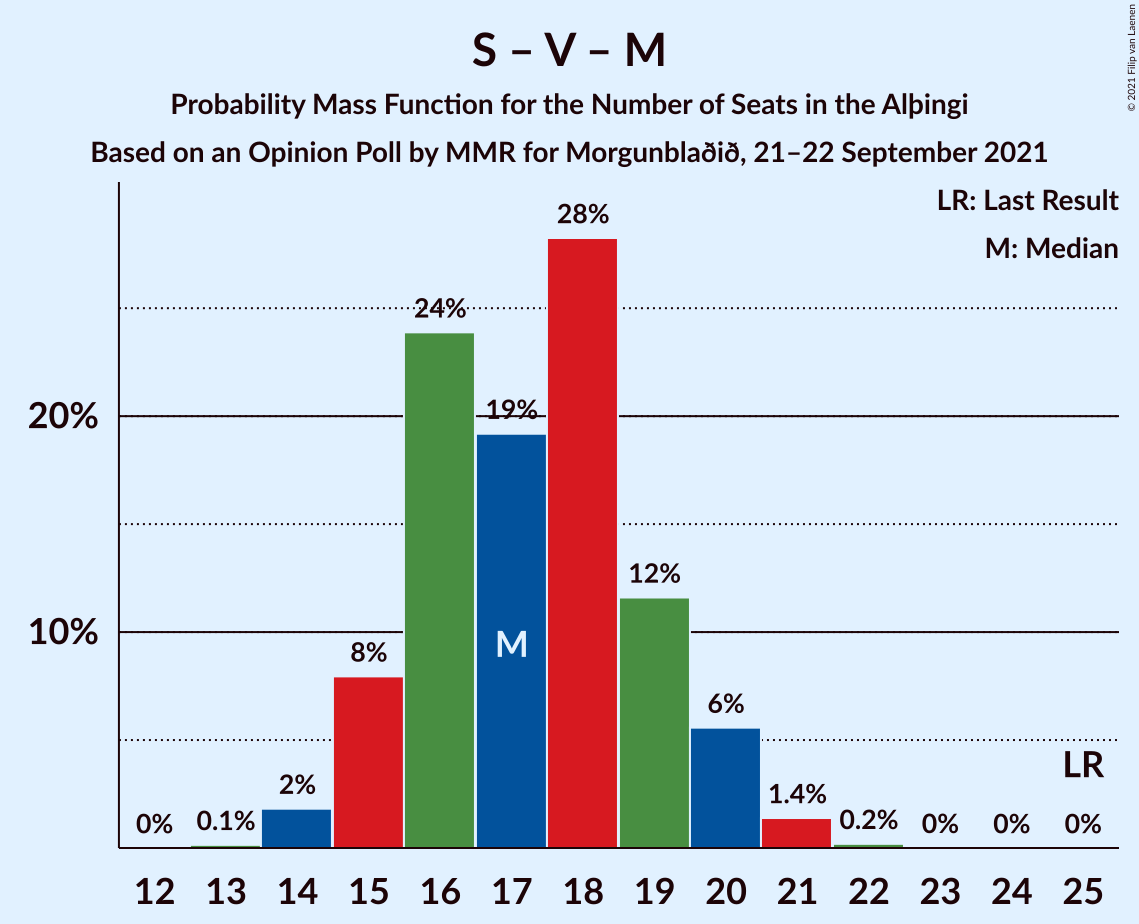 S – V – M
Probability Mass Function for the Number of Seats in the Alþingi
Based on an Opinion Poll by MMR for Morgunblaðið, 21–22 September 2021
© 2021 Filip van Laenen
LR: Last Result
M: Median
28%
24%
20%
19%
12%
10%
M
8%
6%
LR
2%
1.4%
0% 0.1% 0.2% 0% 0% 0%
12 13 14 15 16 17 18 19 20 21 22 23 24 25